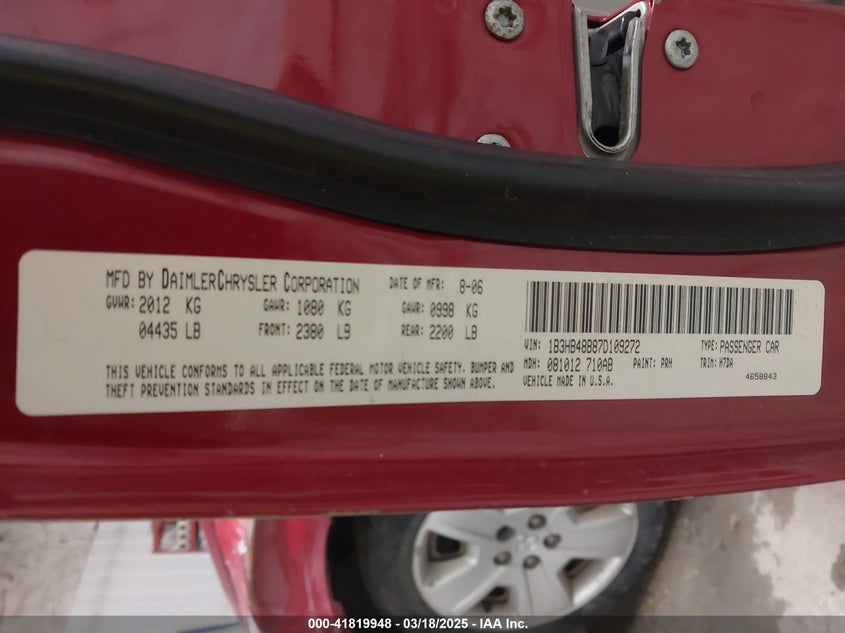 MFD BY DAIMLERCHRYSLER CORPORATION DATE OF MFR: 8-06
GVWR: 2012 KG GAWR: 1080 KG GAWR: 0998 KG
04435 LB FRONT: 2380 LB REAR: 2200 LB
THIS VEHICLE CONFORMS TO ALL APPLICABLE FEDERAL MOTOR VEHICLE SAFETY, BUMPER AND
THEFT PREVENTION STANDARDS IN EFFECT ON THE DATE OF MANUFACTURE SHOWN ABOVE.
VIN: 1B3HB48B87D109272 TYPE: PASSENGER CAR
MDH: 081012 710AB PAINT: PRH TRIM: H7DA
VEHICLE MADE IN U.S.A. 4658843
000-41819948 - 03/18/2025 - IAA Inc.